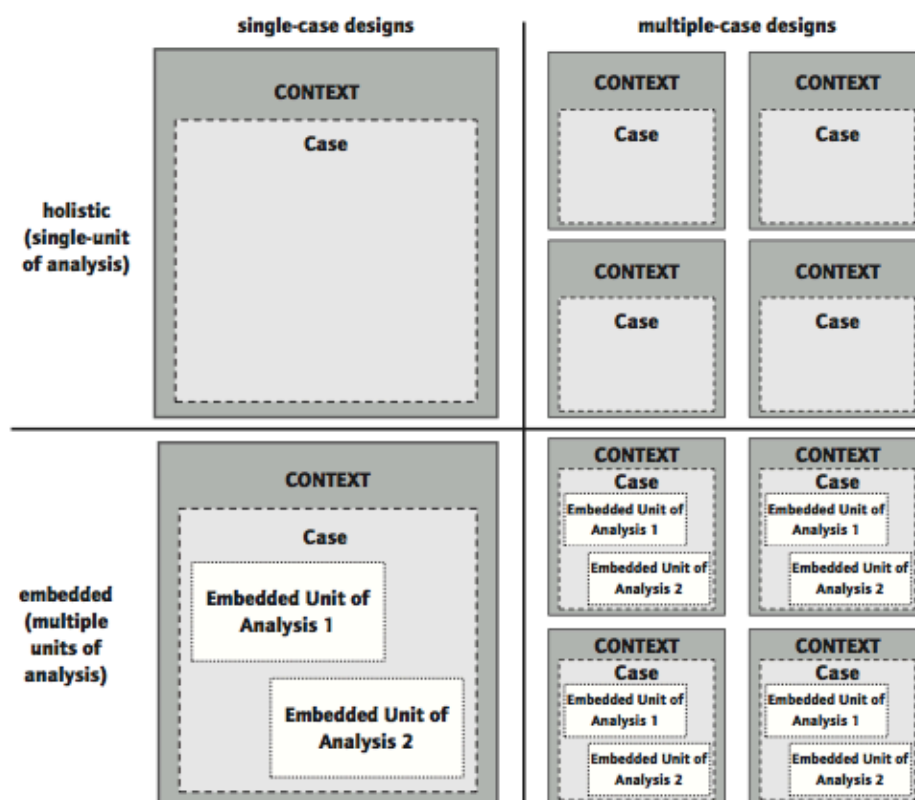 single-case designs
multiple-case designs
holistic
(single-unit
of analysis)
CONTEXT
Case
CONTEXT
Case
CONTEXT
Case
CONTEXT
Case
CONTEXT
Case
embedded
(multiple
units of
analysis)
CONTEXT
Case
Embedded Unit of
Analysis 1
Embedded Unit of
Analysis 2
CONTEXT
Case
Embedded Unit of
Analysis 1
Embedded Unit of
Analysis 2
CONTEXT
Case
Embedded Unit of
Analysis 1
Embedded Unit of
Analysis 2
CONTEXT
Case
Embedded Unit of
Analysis 1
Embedded Unit of
Analysis 2
CONTEXT
Case
Embedded Unit of
Analysis 1
Embedded Unit of
Analysis 2